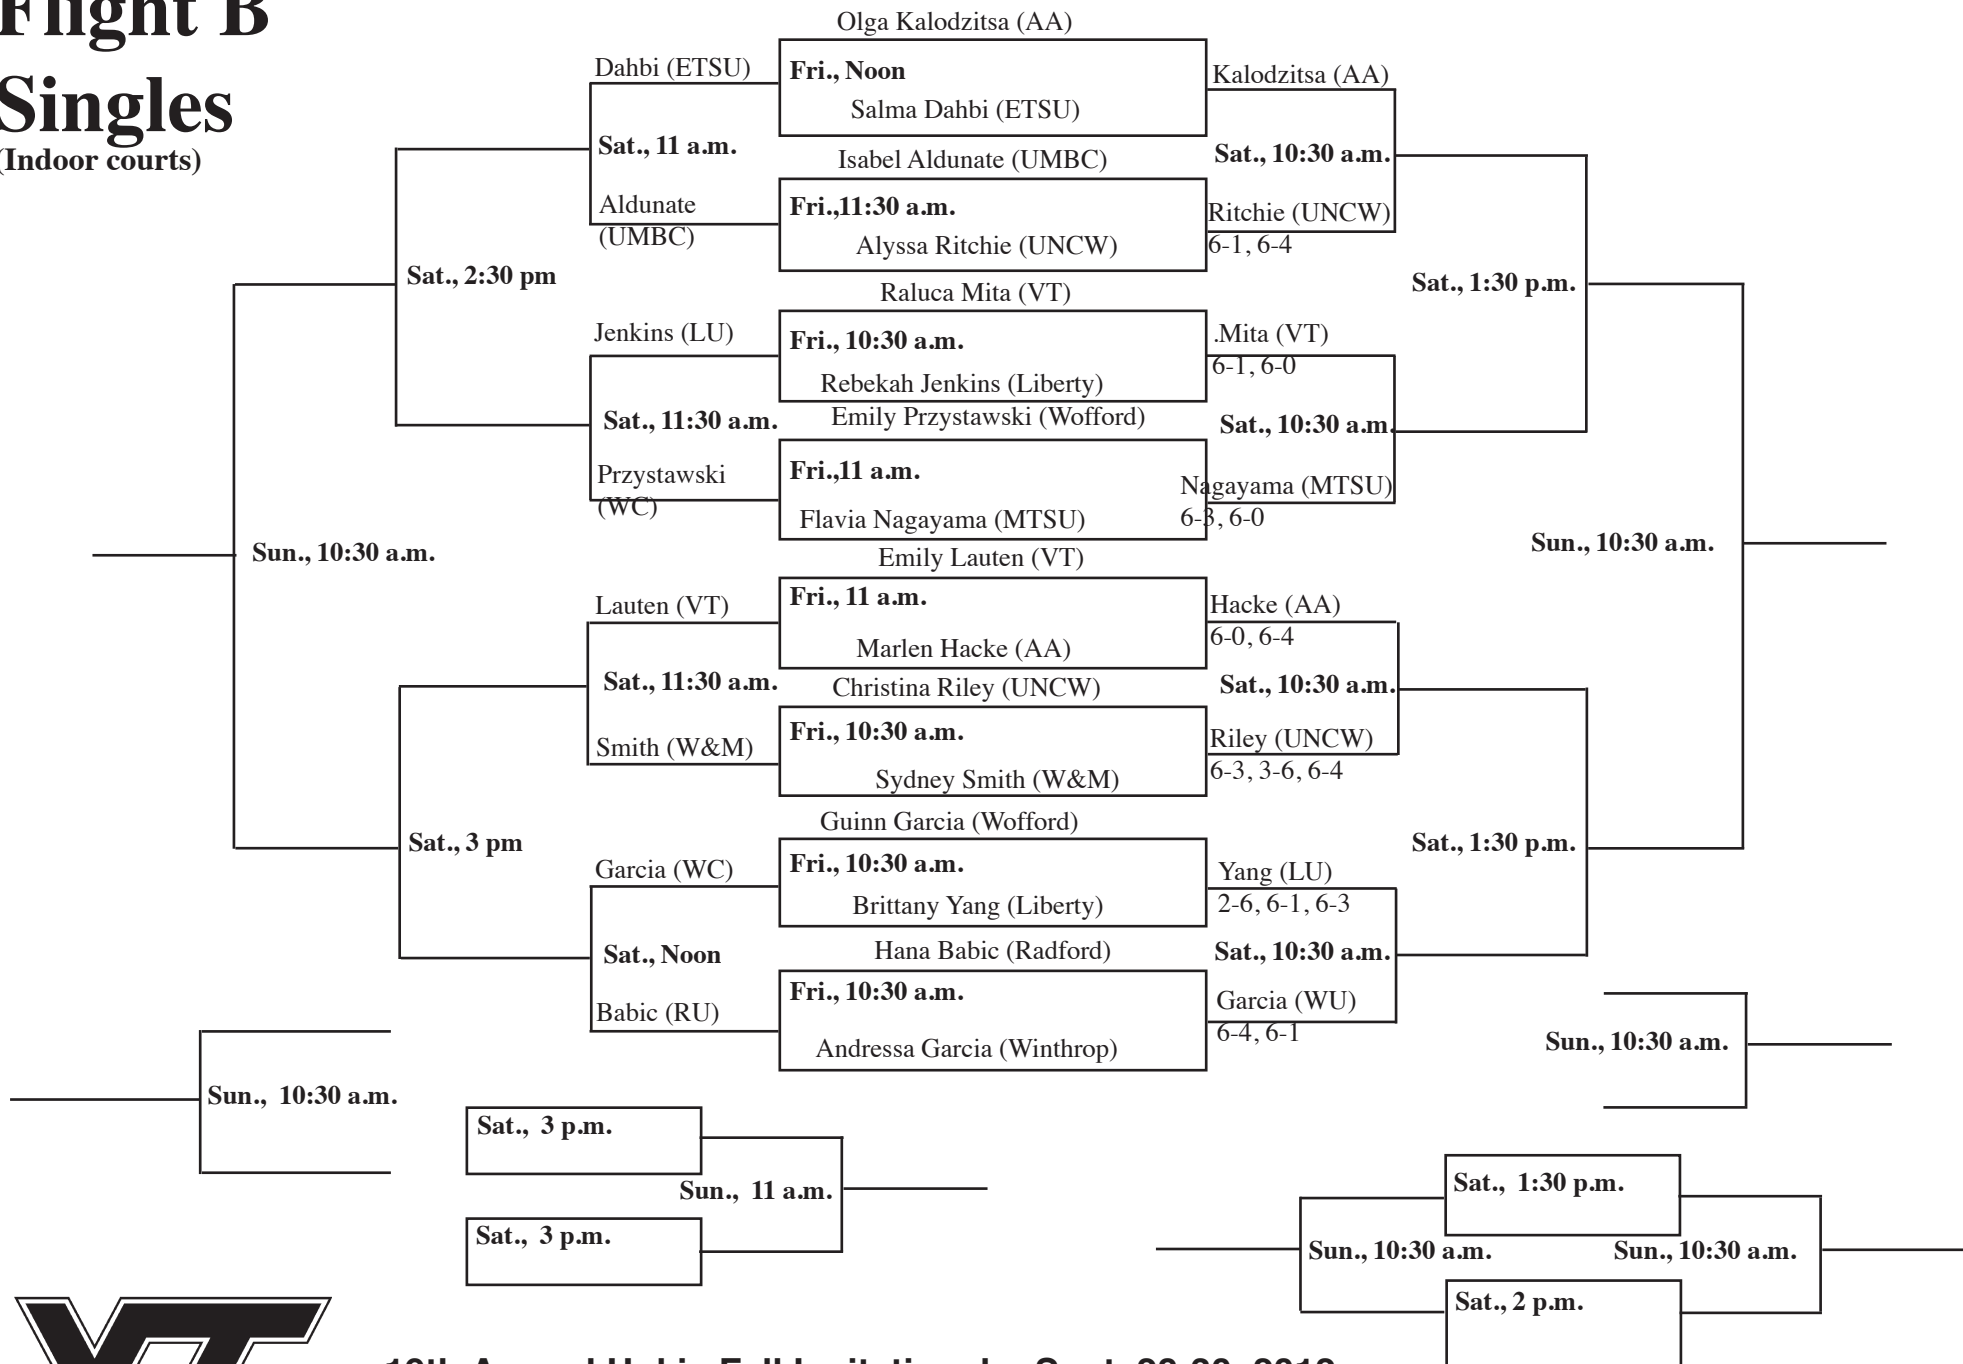 Flight B
Singles
(Indoor courts)
Olga Kalodzitsa (AA)
Dahbi (ETSU)
Fri., Noon
Kalodzitsa (AA)
Salma Dahbi (ETSU)
Sat., 11 a.m.
Isabel Aldunate (UMBC)
Sat., 10:30 a.m.
Aldunate
(UMBC)
Fri.,11:30 a.m.
Ritchie (UNCW)
6-1, 6-4
Alyssa Ritchie (UNCW)
Sat., 2:30 pm
Raluca Mita (VT)
Sat., 1:30 p.m.
Jenkins (LU)
Fri., 10:30 a.m.
.Mita (VT)
6-1, 6-0
Rebekah Jenkins (Liberty)
Sat., 11:30 a.m.
Emily Przystawski (Wofford)
Sat., 10:30 a.m.
Przystawski
(WC)
Fri.,11 a.m.
Nagayama (MTSU)
6-3, 6-0
Flavia Nagayama (MTSU)
Sun., 10:30 a.m.
Emily Lauten (VT)
Sun., 10:30 a.m.
Lauten (VT)
Fri., 11 a.m.
Hacke (AA)
6-0, 6-4
Marlen Hacke (AA)
Sat., 11:30 a.m.
Christina Riley (UNCW)
Sat., 10:30 a.m.
Smith (W&M)
Fri., 10:30 a.m.
Riley (UNCW)
6-3, 3-6, 6-4
Sydney Smith (W&M)
Guinn Garcia (Wofford)
Sat., 3 pm
Sat., 1:30 p.m.
Garcia (WC)
Fri., 10:30 a.m.
Yang (LU)
2-6, 6-1, 6-3
Brittany Yang (Liberty)
Sat., Noon
Hana Babic (Radford)
Sat., 10:30 a.m.
Babic (RU)
Fri., 10:30 a.m.
Garcia (WU)
6-4, 6-1
Andressa Garcia (Winthrop)
Sun., 10:30 a.m.
Sun., 10:30 a.m.
Sat., 3 p.m.
Sun., 11 a.m.
Sat., 3 p.m.
Sat., 1:30 p.m.
Sun., 10:30 a.m.
Sun., 10:30 a.m.
Sat., 2 p.m.
VT